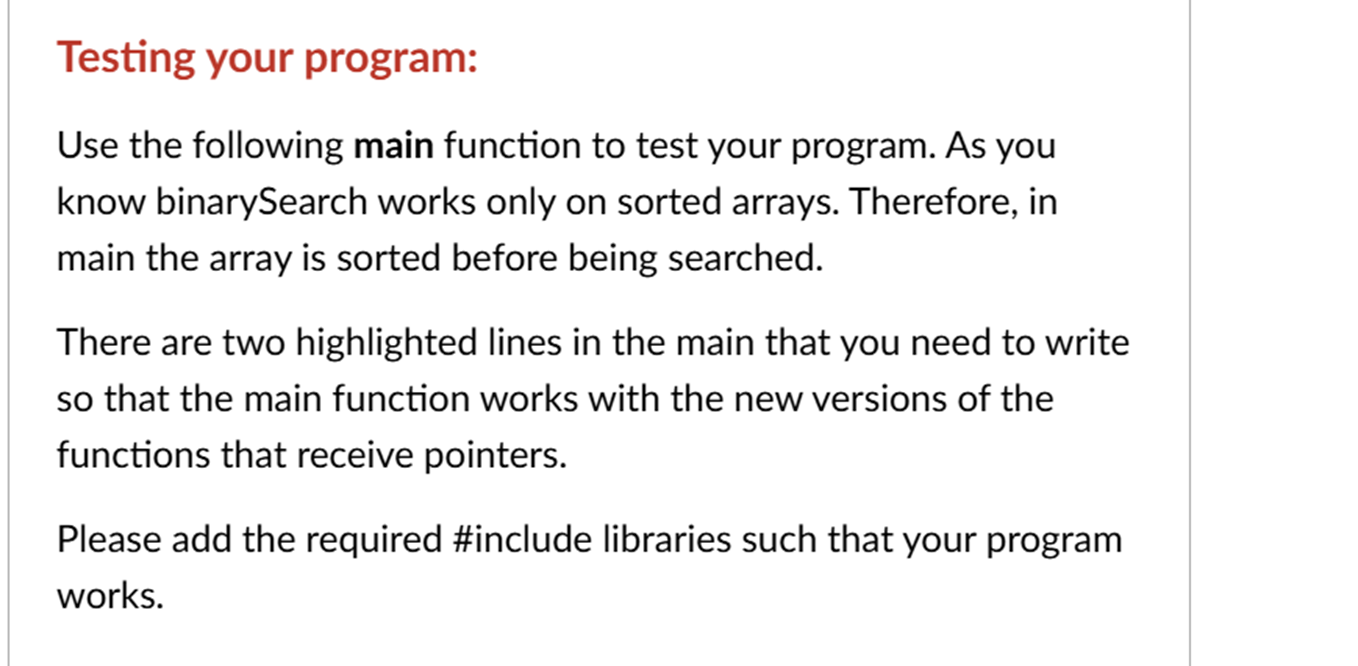 Testing your program:
Use the following main function to test your program. As you
know binarySearch works only on sorted arrays. Therefore, in
main the array is sorted before being searched.
There are two highlighted lines in the main that you need to write
so that the main function works with the new versions of the
functions that receive pointers.
Please add the required #include libraries such that your program
works.